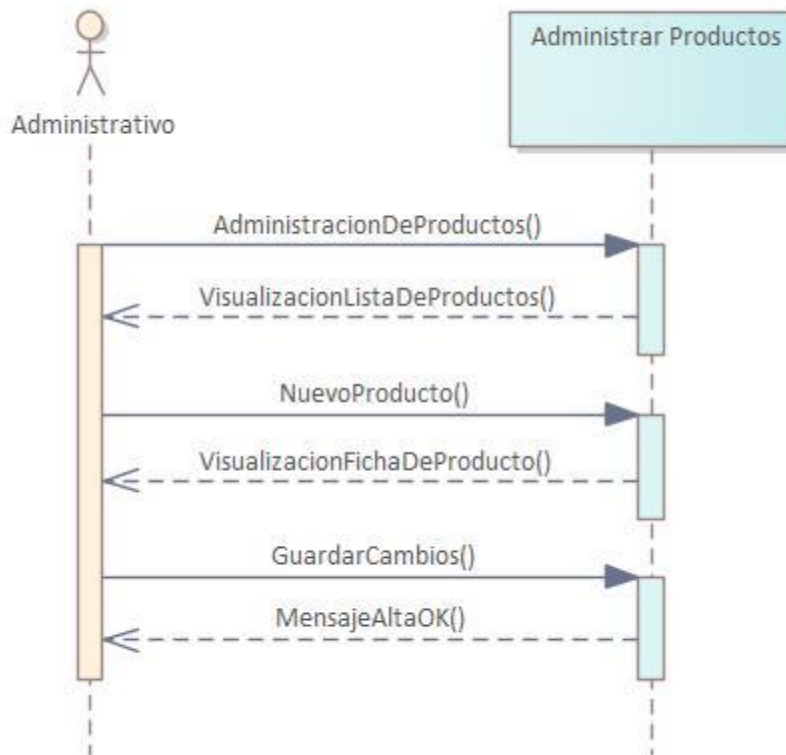 Administrar Productos
Administrativo
AdministracionDeProductos()
VisualizacionListaDeProductos()
NuevoProducto()
VisualizacionFichaDeProducto()
GuardarCambios()
MensajeAltaOK()